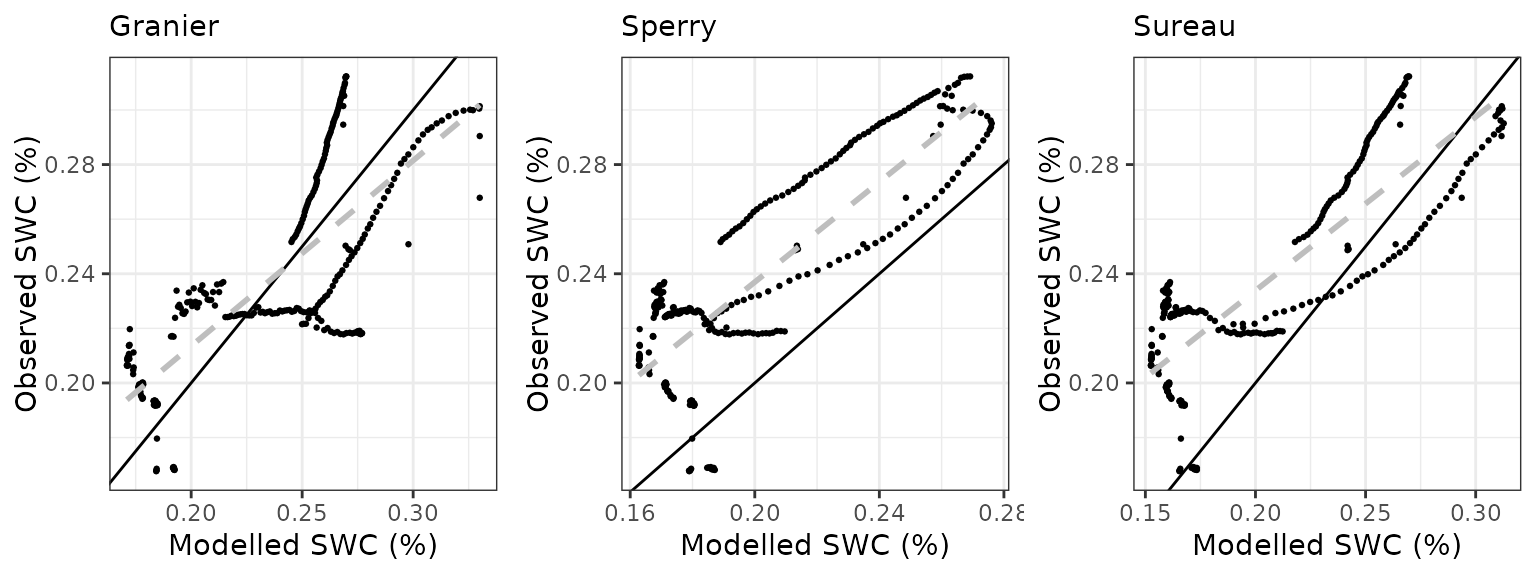 Granier
Observed SWC (%)
0.28
0.24
0.20
0.20 0.25 0.30
Modelled SWC (%)
Sperry
Observed SWC (%)
0.28
0.24
0.20
0.16 0.20 0.24 0.28
Modelled SWC (%)
Sureau
Observed SWC (%)
0.28
0.24
0.20
0.15 0.20 0.25 0.30
Modelled SWC (%)